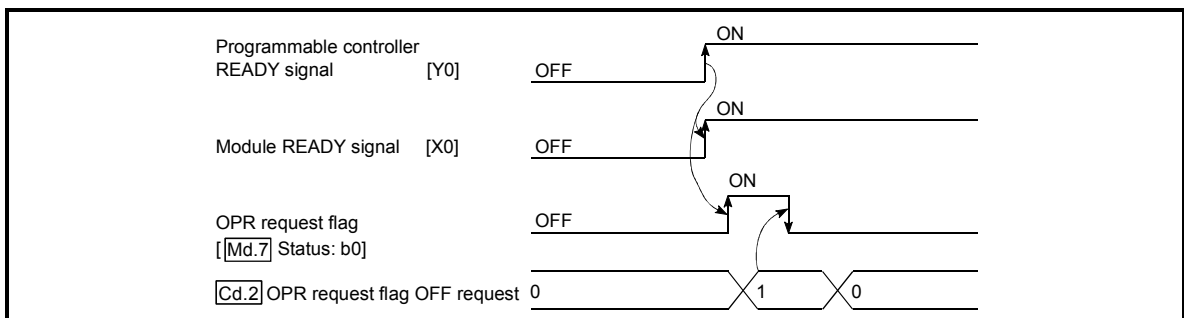 ON
Programmable controller
READY signal [Y0] OFF
ON
Module READY signal [X0] OFF
ON
OPR request flag OFF
[ Md.7 Status: b0]
Cd.2 OPR request flag OFF request 0 1 0